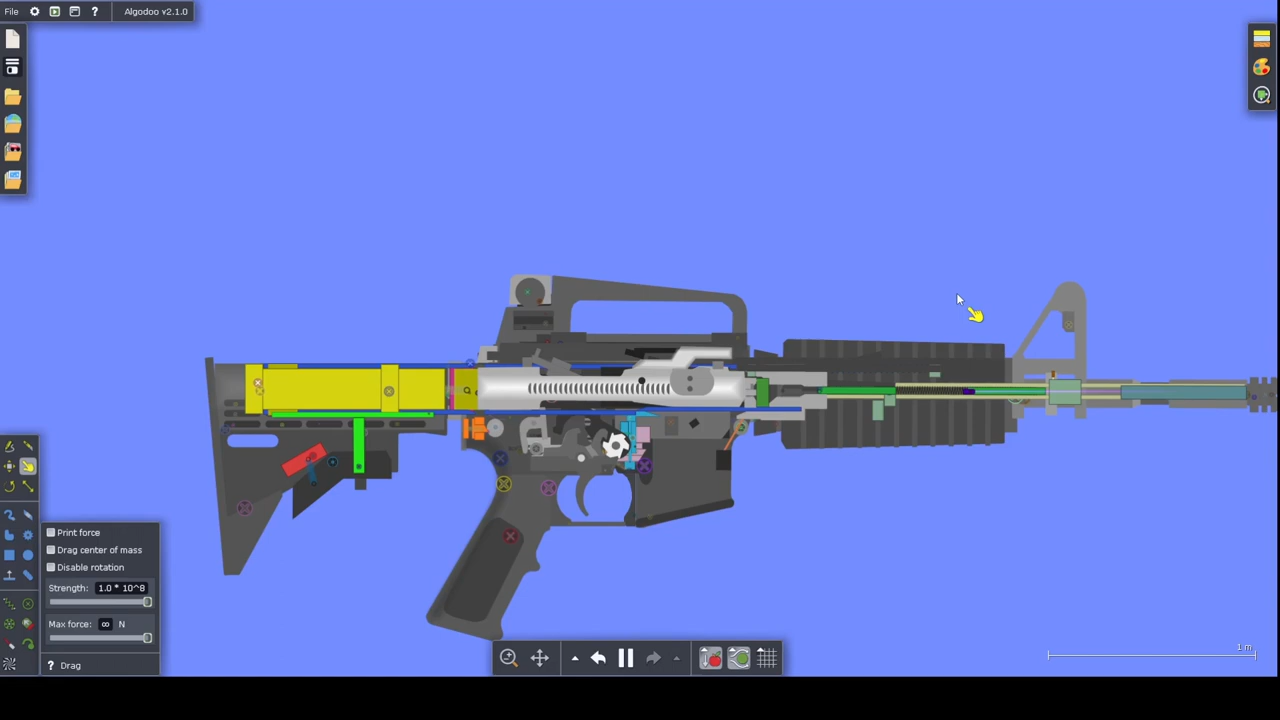 File ? Algodoo v2.1.0
Print force
Drag center of mass
Disable rotation
Strength: 1.0 * 10^8
Max force: ∞ N
? Drag
1 m